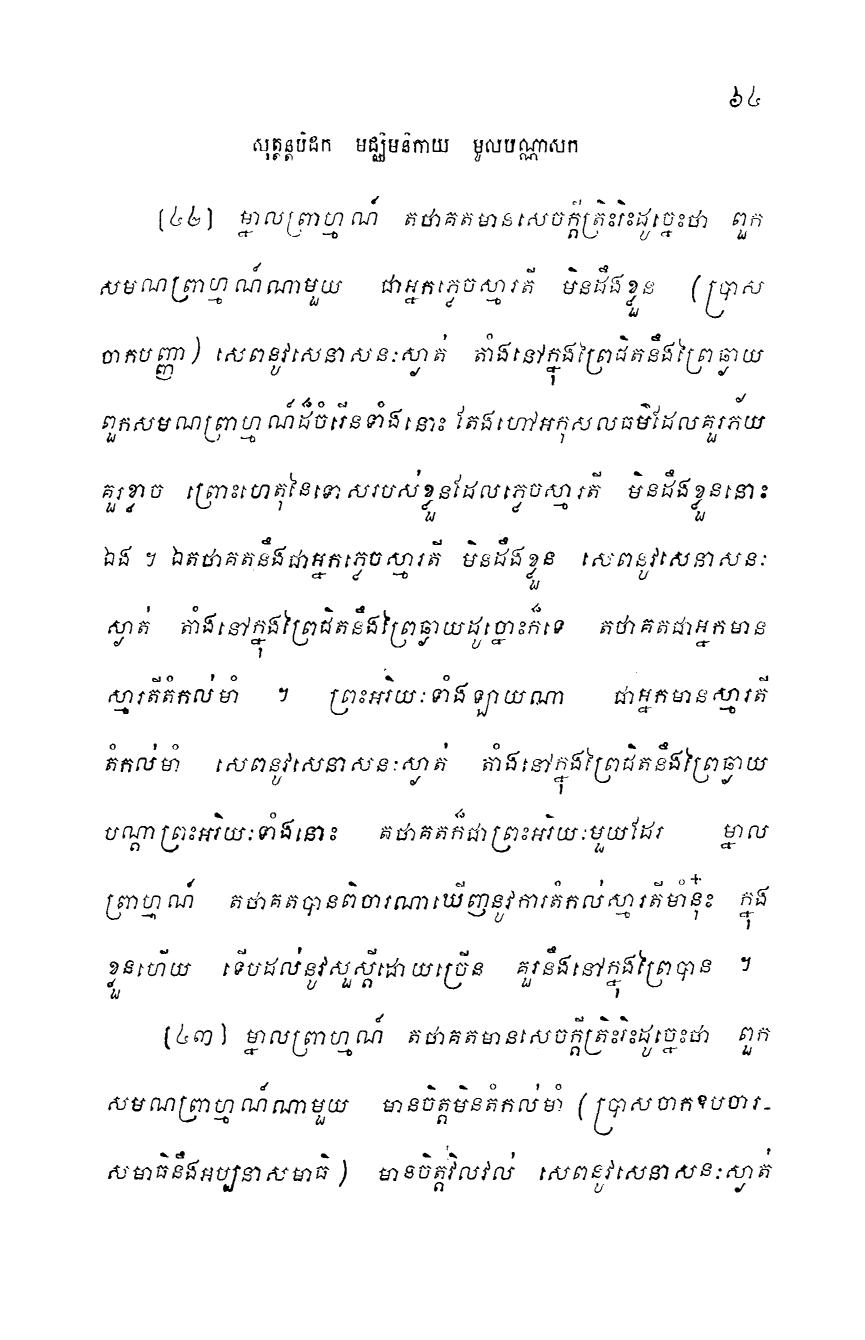 ៦៤
សុត្តន្តបិដក មជ្ឈិមនិកាយ មូលបណ្ណាសក
[៤២] ម្នាលព្រាហ្មណ៍ តថាគតមានសេចក្តីត្រិះរិះដូច្នេះថា ពួក
សមណព្រាហ្មណ៍ណាមួយ ជាអ្នកភ្លេចស្មារតី មិនដឹងខ្លួន (ប្រាស
ចាកបញ្ញា) សេពនូវសេនាសនៈស្ងាត់ តាំងនៅក្នុងព្រៃជិតនឹងព្រៃឆ្ងាយ
ពួកសមណព្រាហ្មណ៍ដ៏ចំរើនទាំងនោះ តែងហៅអកុសលធម៌ដែលគួរភ័យ
គួរខ្លាច ព្រោះហេតុនៃទោសរបស់ខ្លួនដែលភ្លេចស្មារតី មិនដឹងខ្លួននោះ
ឯង ។ ឯតថាគតនឹងជាអ្នកភ្លេចស្មារតី មិនដឹងខ្លួន សេពនូវសេនាសនៈ
ស្ងាត់ តាំងនៅក្នុងព្រៃជិតនឹងព្រៃឆ្ងាយដូច្នោះក៏ទេ តថាគតជាអ្នកមាន
ស្មារតីតំកល់មាំ ។ ព្រះអរិយៈទាំងឡាយណា ជាអ្នកមានស្មារតី
តំកល់មាំ សេពនូវសេនាសនៈស្ងាត់ តាំងនៅក្នុងព្រៃជិតនឹងព្រៃឆ្ងាយ
បណ្តាព្រះអរិយៈទាំងនោះ តថាគតក៏ជាព្រះអរិយៈមួយដែរ ម្នាល
ព្រាហ្មណ៍ តថាគតបានពិចារណាឃើញនូវការតំកល់ស្មារតីមាំនុ៎ះ ក្នុង
ខ្លួនហើយ ទើបដល់នូវសួស្តីដោយច្រើន គួរនឹងនៅក្នុងព្រៃបាន ។
[៤៣] ម្នាលព្រាហ្មណ៍ តថាគតមានសេចក្តីត្រិះរិះដូច្នេះថា ពួក
សមណព្រាហ្មណ៍ណាមួយ មានចិត្តមិនតំកល់មាំ (ប្រាសចាកឧបចារ-
សមាធិនឹងអប្បនាសមាធិ) មានចិត្តវិលវល់ សេពនូវសេនាសនៈស្ងាត់